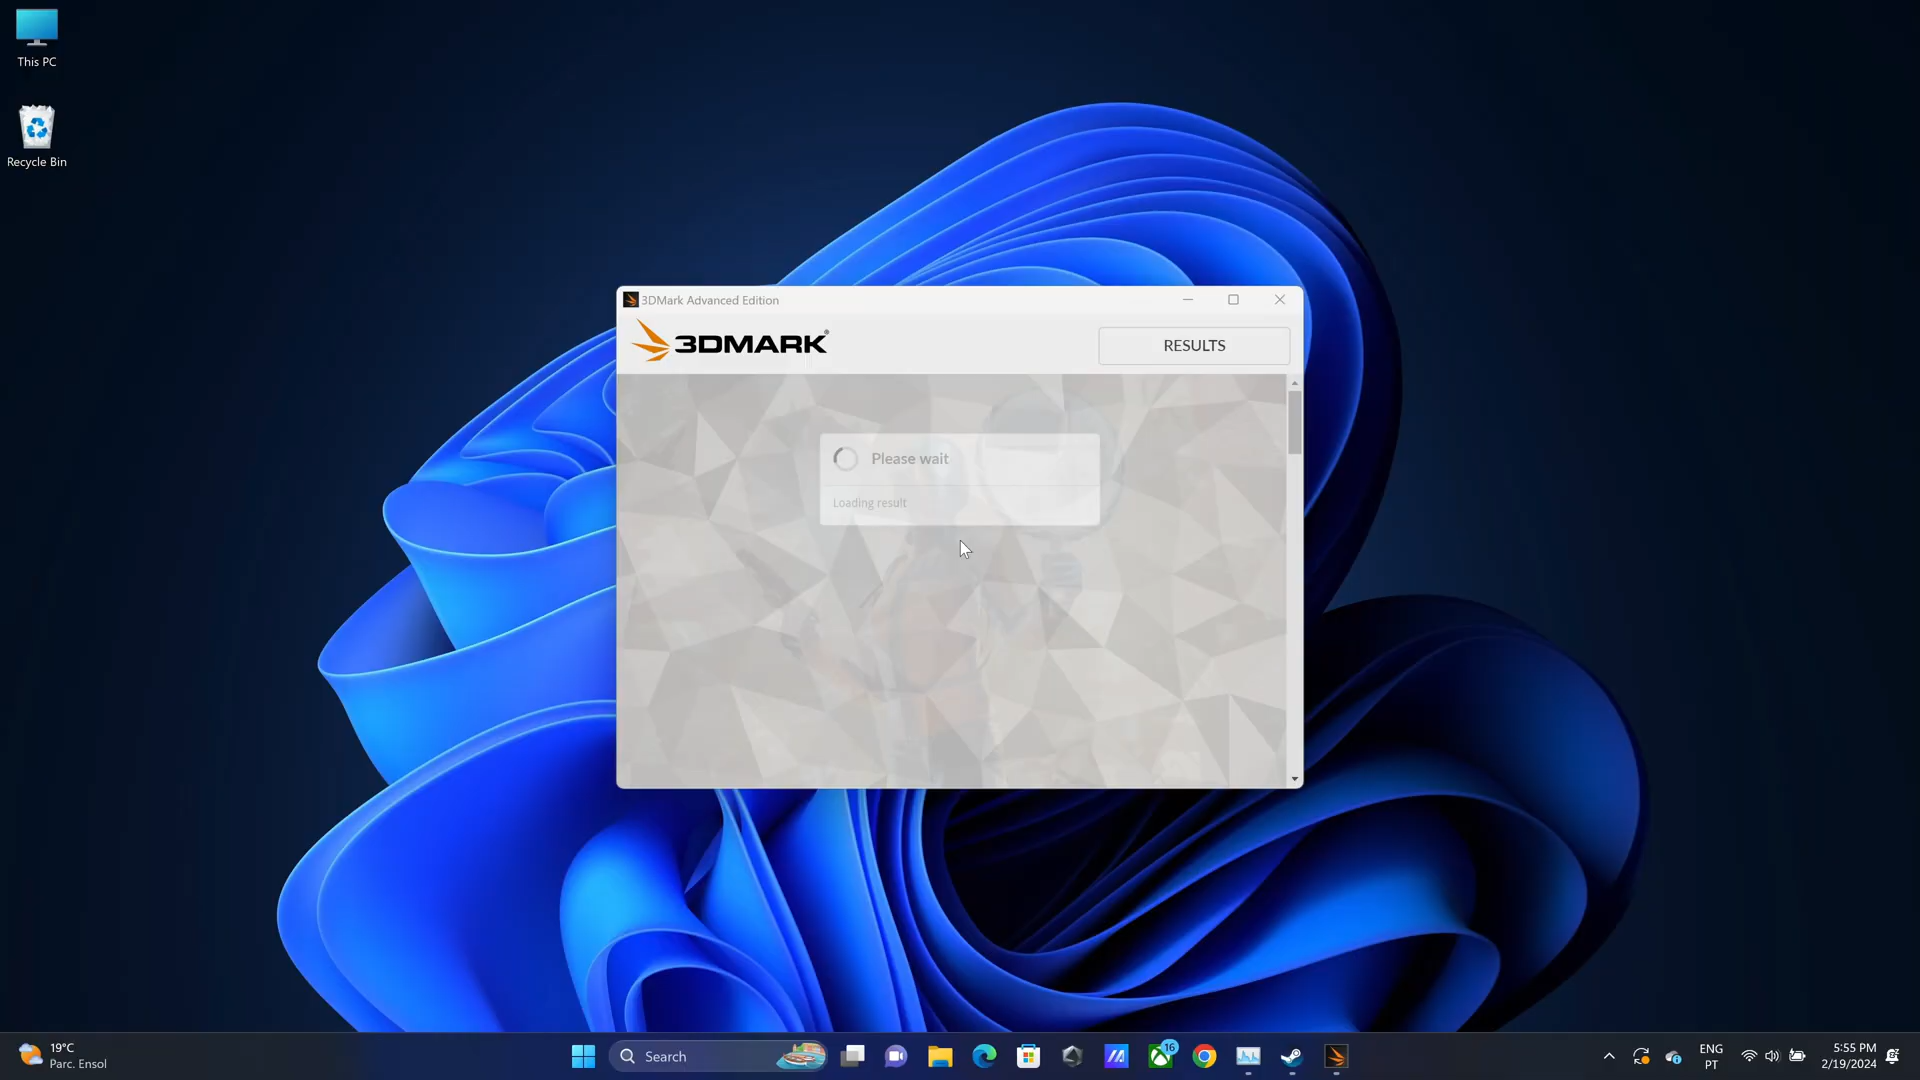 This PC
Recycle Bin
3DMark Advanced Edition
3DMARK®
RESULTS
Please wait
Loading result
19°C
Parc. Ensol
Search
16
ENG
PT
5:55 PM
2/19/2024